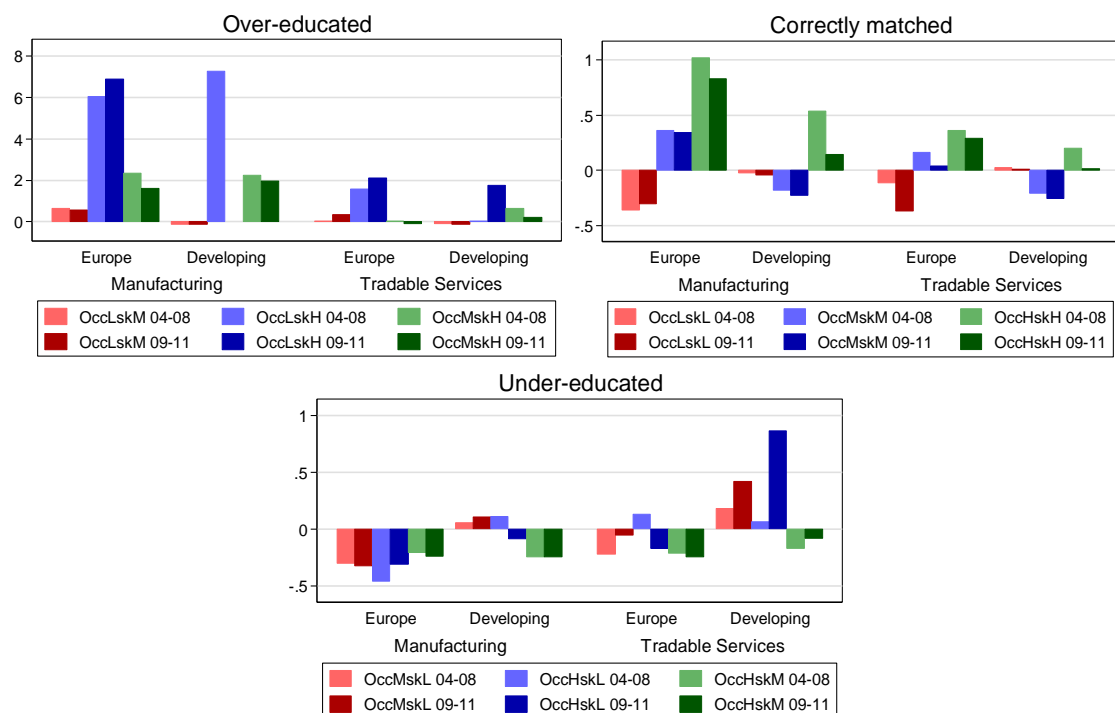 Over-educated
8
6
4
2
0
Europe Developing Europe Developing
Manufacturing Tradable Services
OccLskM 04-08 OccLskH 04-08 OccMskH 04-08
OccLskM 09-11 OccLskH 09-11 OccMskH 09-11
Correctly matched
1
.5
0
-.5
Europe Developing Europe Developing
Manufacturing Tradable Services
OccLskL 04-08 OccMskM 04-08 OccHskH 04-08
OccLskL 09-11 OccMskM 09-11 OccHskH 09-11
Under-educated
1
.5
0
-.5
Europe Developing Europe Developing
Manufacturing Tradable Services
OccMskL 04-08 OccHskL 04-08 OccHskM 04-08
OccMskL 09-11 OccHskL 09-11 OccHskM 09-11